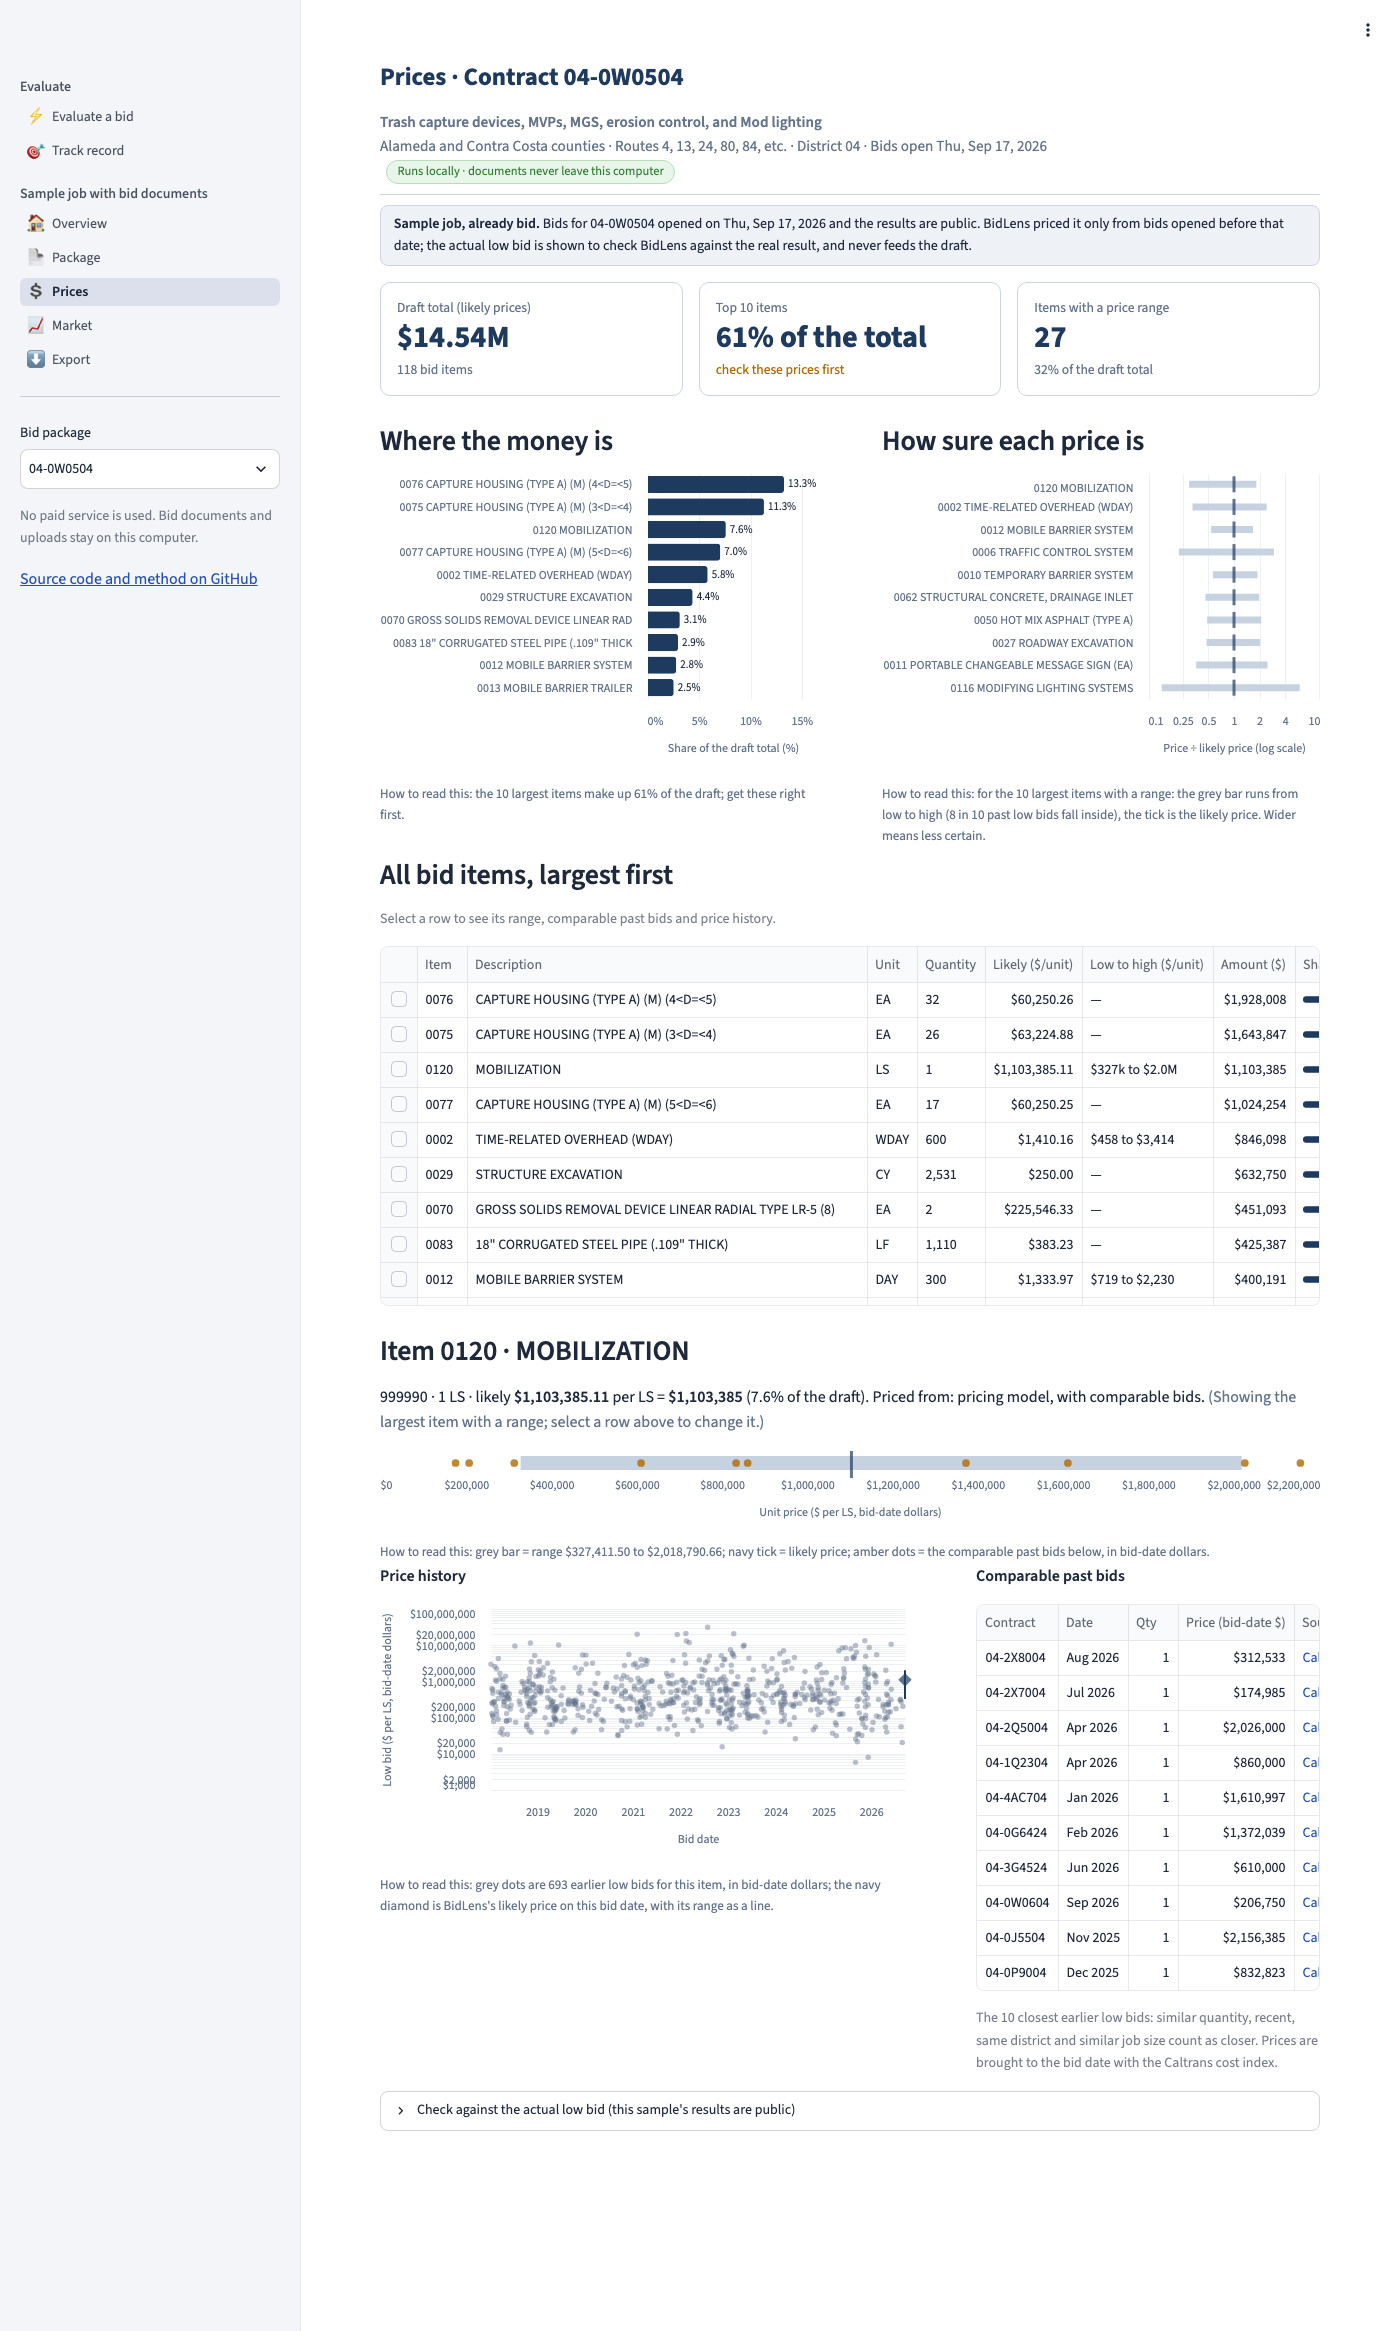 Evaluate
⚡ Evaluate a bid
🎯 Track record
Sample job with bid documents
🏠 Overview
Package
$ Prices
📈 Market
⬇️ Export
Bid package
04-0W0504
No paid service is used. Bid documents and
uploads stay on this computer.
Source code and method on GitHub
Prices · Contract 04-0W0504
Trash capture devices, MVPs, MGS, erosion control, and Mod lighting
Alameda and Contra Costa counties · Routes 4, 13, 24, 80, 84, etc. · District 04 · Bids open Thu, Sep 17, 2026
Runs locally · documents never leave this computer
Sample job, already bid. Bids for 04-0W0504 opened on Thu, Sep 17, 2026 and the results are public. BidLens priced it only from bids opened before that
date; the actual low bid is shown to check BidLens against the real result, and never feeds the draft.
Draft total (likely prices)
$14.54M
118 bid items
Top 10 items
61% of the total
check these prices first
Items with a price range
27
32% of the draft total
Where the money is
0076 CAPTURE HOUSING (TYPE A) (M) (4<D=<5) 13.3%
0075 CAPTURE HOUSING (TYPE A) (M) (3<D=<4) 11.3%
0120 MOBILIZATION 7.6%
0077 CAPTURE HOUSING (TYPE A) (M) (5<D=<6) 7.0%
0002 TIME-RELATED OVERHEAD (WDAY) 5.8%
0029 STRUCTURE EXCAVATION 4.4%
0070 GROSS SOLIDS REMOVAL DEVICE LINEAR RAD 3.1%
0083 18" CORRUGATED STEEL PIPE (.109" THICK 2.9%
0012 MOBILE BARRIER SYSTEM 2.8%
0013 MOBILE BARRIER TRAILER 2.5%
0% 5% 10% 15%
Share of the draft total (%)
How to read this: the 10 largest items make up 61% of the draft; get these right
first.
How sure each price is
0120 MOBILIZATION
0002 TIME-RELATED OVERHEAD (WDAY)
0012 MOBILE BARRIER SYSTEM
0006 TRAFFIC CONTROL SYSTEM
0010 TEMPORARY BARRIER SYSTEM
0062 STRUCTURAL CONCRETE, DRAINAGE INLET
0050 HOT MIX ASPHALT (TYPE A)
0027 ROADWAY EXCAVATION
0011 PORTABLE CHANGEABLE MESSAGE SIGN (EA)
0116 MODIFYING LIGHTING SYSTEMS
0.1 0.25 0.5 1 2 4 10
Price ÷ likely price (log scale)
How to read this: for the 10 largest items with a range: the grey bar runs from
low to high (8 in 10 past low bids fall inside), the tick is the likely price. Wider
means less certain.
All bid items, largest first
Select a row to see its range, comparable past bids and price history.
Item Description Unit Quantity Likely ($/unit) Low to high ($/unit) Amount ($) Sh
0076 CAPTURE HOUSING (TYPE A) (M) (4<D=<5) EA 32 $60,250.26 — $1,928,008
0075 CAPTURE HOUSING (TYPE A) (M) (3<D=<4) EA 26 $63,224.88 — $1,643,847
0120 MOBILIZATION LS 1 $1,103,385.11 $327k to $2.0M $1,103,385
0077 CAPTURE HOUSING (TYPE A) (M) (5<D=<6) EA 17 $60,250.25 — $1,024,254
0002 TIME-RELATED OVERHEAD (WDAY) WDAY 600 $1,410.16 $458 to $3,414 $846,098
0029 STRUCTURE EXCAVATION CY 2,531 $250.00 — $632,750
0070 GROSS SOLIDS REMOVAL DEVICE LINEAR RADIAL TYPE LR-5 (8) EA 2 $225,546.33 — $451,093
0083 18" CORRUGATED STEEL PIPE (.109" THICK) LF 1,110 $383.23 — $425,387
0012 MOBILE BARRIER SYSTEM DAY 300 $1,333.97 $719 to $2,230 $400,191
Item 0120 · MOBILIZATION
999990 · 1 LS · likely $1,103,385.11 per LS = $1,103,385 (7.6% of the draft). Priced from: pricing model, with comparable bids. (Showing the
largest item with a range; select a row above to change it.)
$0 $200,000 $400,000 $600,000 $800,000 $1,000,000 $1,200,000 $1,400,000 $1,600,000 $1,800,000 $2,000,000 $2,200,000
Unit price ($ per LS, bid-date dollars)
How to read this: grey bar = range $327,411.50 to $2,018,790.66; navy tick = likely price; amber dots = the comparable past bids below, in bid-date dollars.
Price history
Low bid ($ per LS, bid-date dollars)
$100,000,000
$20,000,000
$10,000,000
$2,000,000
$1,000,000
$200,000
$100,000
$20,000
$10,000
$2,000
$1,000
2019 2020 2021 2022 2023 2024 2025 2026
Bid date
How to read this: grey dots are 693 earlier low bids for this item, in bid-date dollars; the navy
diamond is BidLens's likely price on this bid date, with its range as a line.
Comparable past bids
Contract Date Qty Price (bid-date $) Sou
04-2X8004 Aug 2026 1 $312,533 Cal
04-2X7004 Jul 2026 1 $174,985 Cal
04-2Q5004 Apr 2026 1 $2,026,000 Cal
04-1Q2304 Apr 2026 1 $860,000 Cal
04-4AC704 Jan 2026 1 $1,610,997 Cal
04-0G6424 Feb 2026 1 $1,372,039 Cal
04-3G4524 Jun 2026 1 $610,000 Cal
04-0W0604 Sep 2026 1 $206,750 Cal
04-0J5504 Nov 2025 1 $2,156,385 Cal
04-0P9004 Dec 2025 1 $832,823 Cal
The 10 closest earlier low bids: similar quantity, recent,
same district and similar job size count as closer. Prices are
brought to the bid date with the Caltrans cost index.
Check against the actual low bid (this sample's results are public)